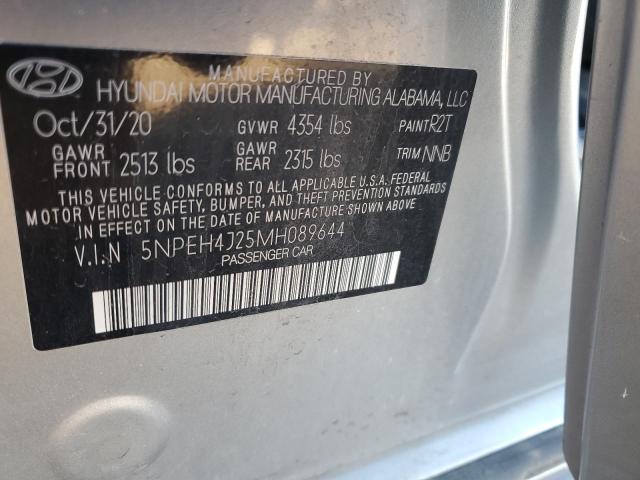 MANUFACTURED BY
HYUNDAI MOTOR MANUFACTURING ALABAMA, LLC
Oct/31/20 GVWR 4354 lbs PAINT R2T
GAWR FRONT 2513 lbs GAWR REAR 2315 lbs TRIM NNB
THIS VEHICLE CONFORMS TO ALL APPLICABLE U.S.A. FEDERAL
MOTOR VEHICLE SAFETY, BUMPER, AND THEFT PREVENTION STANDARDS
IN EFFECT ON THE DATE OF MANUFACTURE SHOWN ABOVE.
V.I.N 5NPEH4J25MH089644
PASSENGER CAR